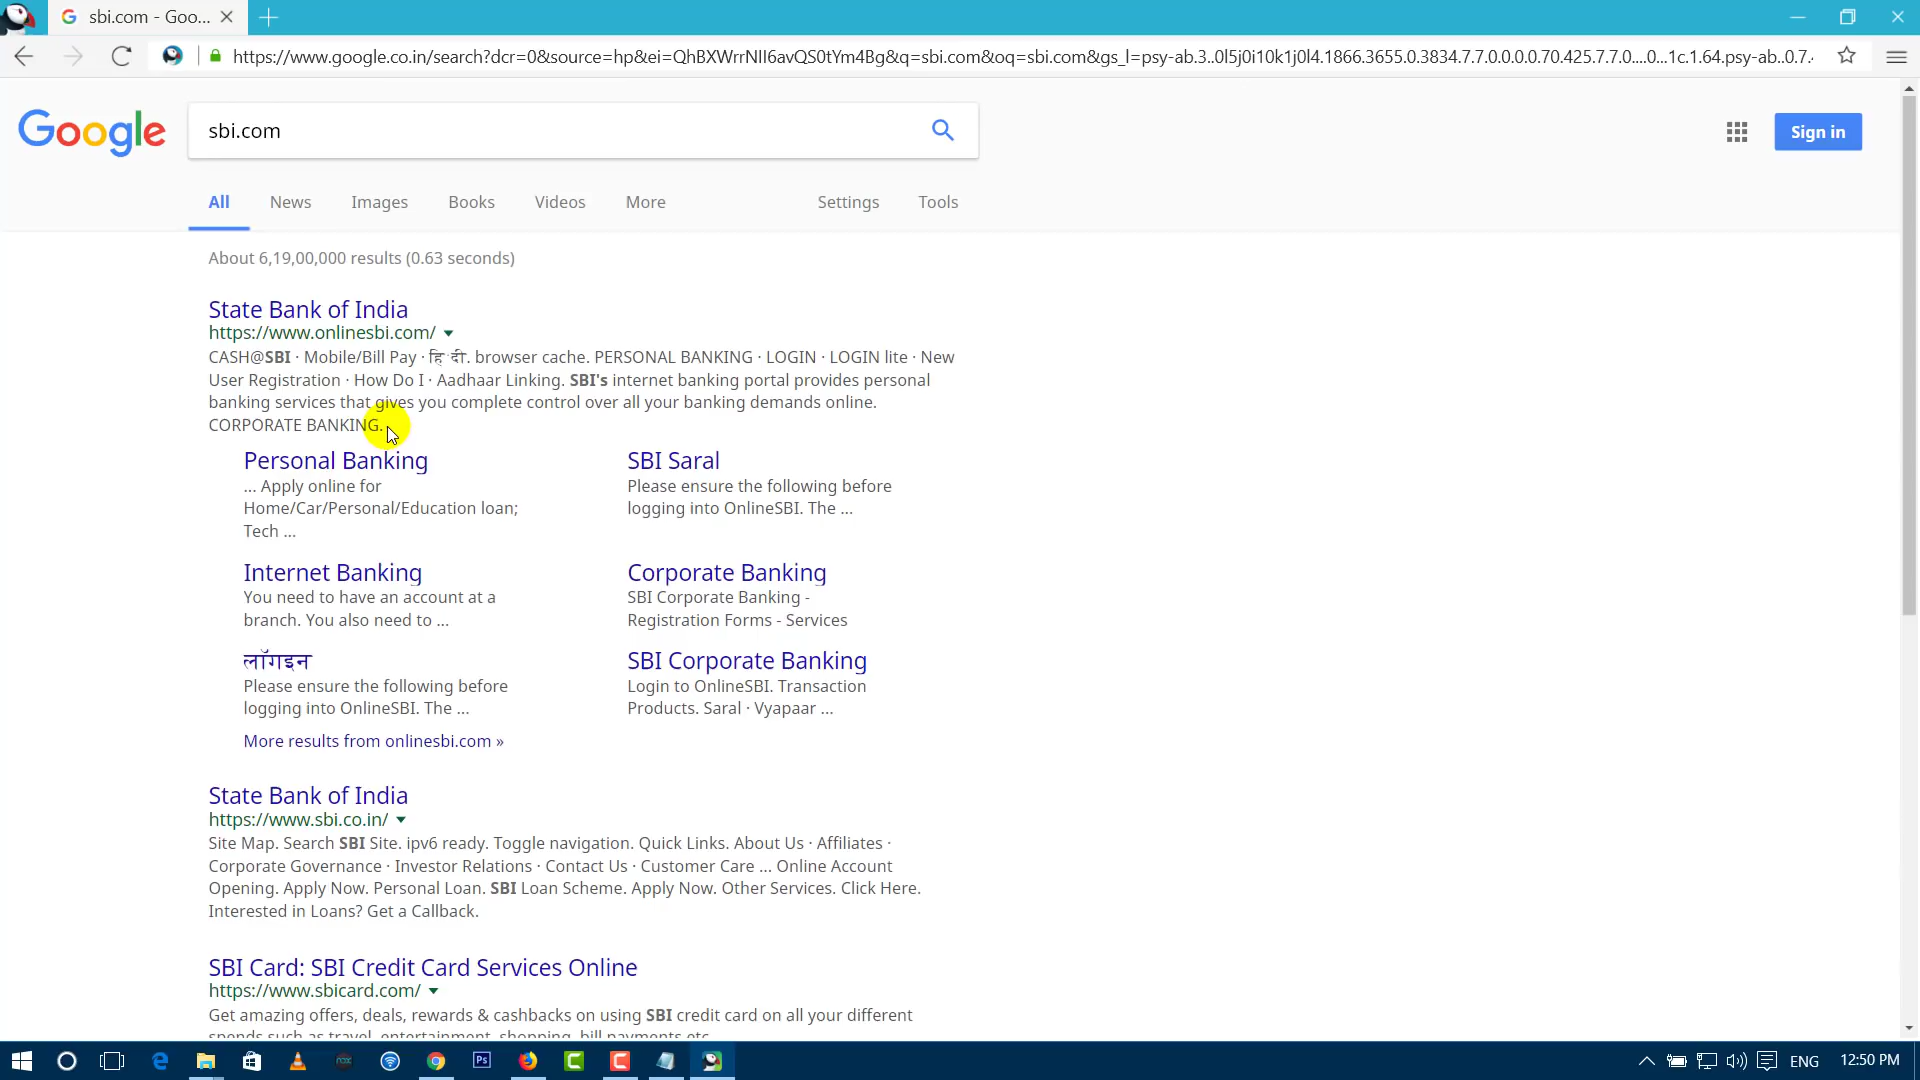 sbi.com - Goo...
https://www.google.co.in/search?dcr=0&source=hp&ei=QhBXWrrNIl6avQS0tYm4Bg&q=sbi.com&oq=sbi.com&gs_l=psy-ab.3..0l5j0i10k1j0l4.1866.3655.0.3834.7.7.0.0.0.0.70.425.7.7.0....0...1c.1.64.psy-ab..0.7.
Google
sbi.com
Sign in
All News Images Books Videos More Settings Tools
About 6,19,00,000 results (0.63 seconds)
State Bank of India
https://www.onlinesbi.com/
CASH@SBI · Mobile/Bill Pay · हिंदी. browser cache. PERSONAL BANKING · LOGIN · LOGIN lite · New
User Registration · How Do I · Aadhaar Linking. SBI's internet banking portal provides personal
banking services that gives you complete control over all your banking demands online.
CORPORATE BANKING.
Personal Banking
... Apply online for
Home/Car/Personal/Education loan;
Tech ...
SBI Saral
Please ensure the following before
logging into OnlineSBI. The ...
Internet Banking
You need to have an account at a
branch. You also need to ...
Corporate Banking
SBI Corporate Banking -
Registration Forms - Services
लॉगइन
Please ensure the following before
logging into OnlineSBI. The ...
SBI Corporate Banking
Login to OnlineSBI. Transaction
Products. Saral · Vyapaar ...
More results from onlinesbi.com »
State Bank of India
https://www.sbi.co.in/
Site Map. Search SBI Site. ipv6 ready. Toggle navigation. Quick Links. About Us · Affiliates ·
Corporate Governance · Investor Relations · Contact Us · Customer Care ... Online Account
Opening. Apply Now. Personal Loan. SBI Loan Scheme. Apply Now. Other Services. Click Here.
Interested in Loans? Get a Callback.
SBI Card: SBI Credit Card Services Online
https://www.sbicard.com/
Get amazing offers, deals, rewards & cashbacks on using SBI credit card on all your different
spends such as travel, entertainment, shopping, bill payments etc.
nox
Ps
ENG
12:50 PM